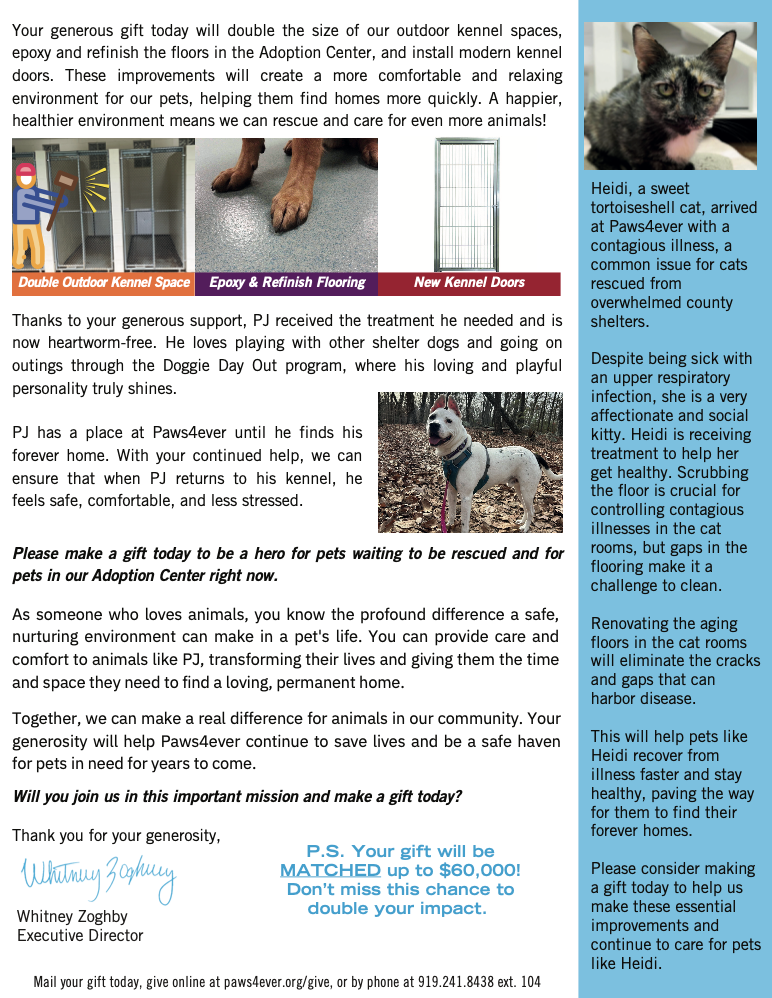 Your generous gift today will double the size of our outdoor kennel spaces,
epoxy and refinish the floors in the Adoption Center, and install modern kennel
doors. These improvements will create a more comfortable and relaxing
environment for our pets, helping them find homes more quickly. A happier,
healthier environment means we can rescue and care for even more animals!
Double Outdoor Kennel Space
Epoxy & Refinish Flooring
New Kennel Doors
Thanks to your generous support, PJ received the treatment he needed and is
now heartworm-free. He loves playing with other shelter dogs and going on
outings through the Doggie Day Out program, where his loving and playful
personality truly shines.
PJ has a place at Paws4ever until he finds his
forever home. With your continued help, we can
ensure that when PJ returns to his kennel, he
feels safe, comfortable, and less stressed.
Please make a gift today to be a hero for pets waiting to be rescued and for
pets in our Adoption Center right now.
As someone who loves animals, you know the profound difference a safe,
nurturing environment can make in a pet's life. You can provide care and
comfort to animals like PJ, transforming their lives and giving them the time
and space they need to find a loving, permanent home.
Together, we can make a real difference for animals in our community. Your
generosity will help Paws4ever continue to save lives and be a safe haven
for pets in need for years to come.
Will you join us in this important mission and make a gift today?
Thank you for your generosity,
Whitney Zoghby
Whitney Zoghby
Executive Director
P.S. Your gift will be
MATCHED up to $60,000!
Don't miss this chance to
double your impact.
Mail your gift today, give online at paws4ever.org/give, or by phone at 919.241.8438 ext. 104
Heidi, a sweet
tortoiseshell cat, arrived
at Paws4ever with a
contagious illness, a
common issue for cats
rescued from
overwhelmed county
shelters.
Despite being sick with
an upper respiratory
infection, she is a very
affectionate and social
kitty. Heidi is receiving
treatment to help her
get healthy. Scrubbing
the floor is crucial for
controlling contagious
illnesses in the cat
rooms, but gaps in the
flooring make it a
challenge to clean.
Renovating the aging
floors in the cat rooms
will eliminate the cracks
and gaps that can
harbor disease.
This will help pets like
Heidi recover from
illness faster and stay
healthy, paving the way
for them to find their
forever homes.
Please consider making
a gift today to help us
make these essential
improvements and
continue to care for pets
like Heidi.